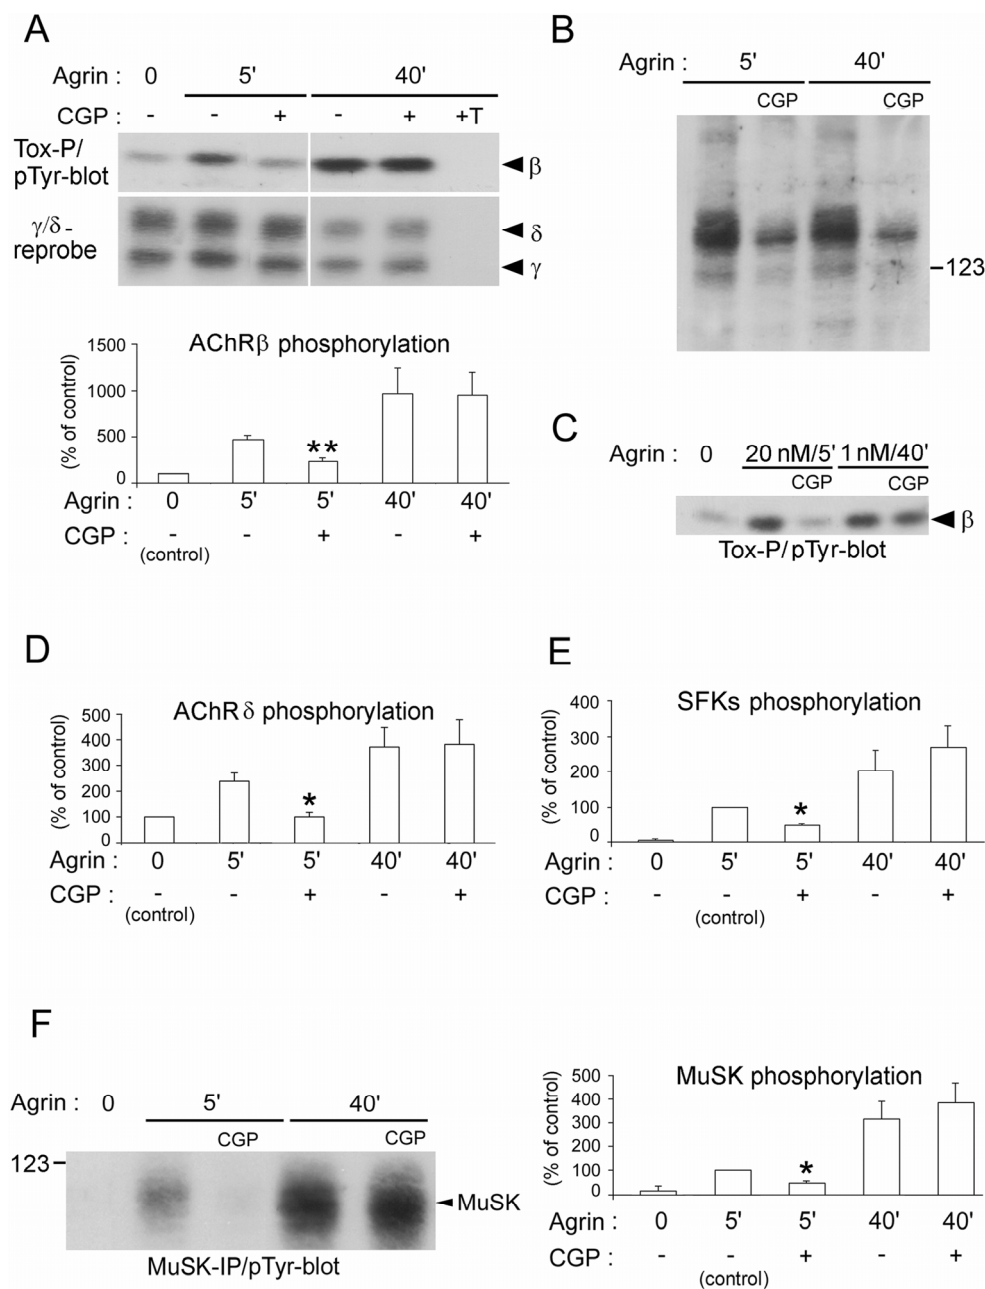 A
Agrin : 0 5' 40'
CGP : - - + - + +T
Tox-P/
pTyr-blot
β
γ/δ-
reprobe
δ
γ
AChRβ phosphorylation
(% of control)
1500
1000
500
0
Agrin : 0 5' 5' 40' 40'
CGP : - - + - +
(control)
**
B
Agrin : 5' 40'
CGP CGP
123
C
Agrin : 0 20 nM/5' 1 nM/40'
CGP CGP
β
Tox-P/pTyr-blot
D
AChR δ phosphorylation
(% of control)
500
400
300
200
100
0
*
Agrin : 0 5' 5' 40' 40'
CGP : - - + - +
(control)
E
SFKs phosphorylation
(% of control)
400
300
200
100
0
*
Agrin : 0 5' 5' 40' 40'
CGP : - - + - +
(control)
F
Agrin : 0 5' 40'
CGP CGP
123
MuSK
MuSK-IP/pTyr-blot
MuSK phosphorylation
(% of control)
500
400
300
200
100
0
*
Agrin : 0 5' 5' 40' 40'
CGP : - - + - +
(control)